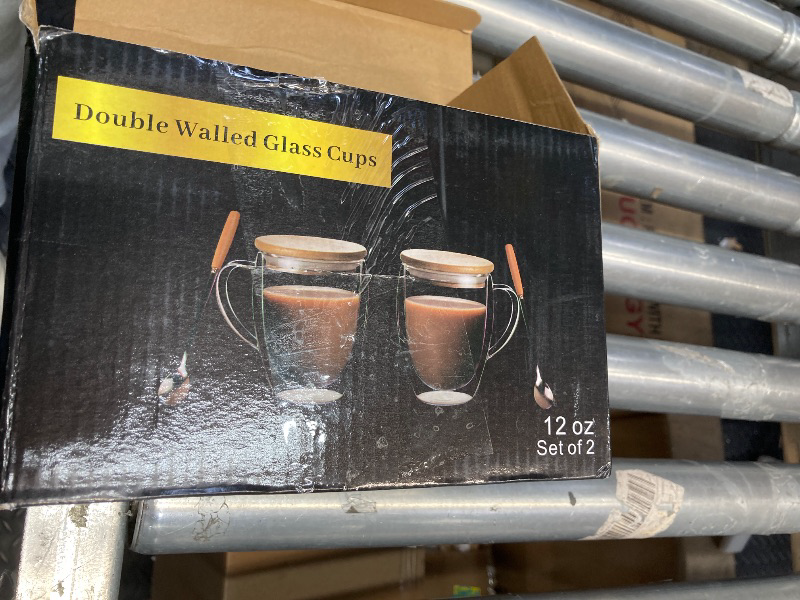 Double Walled Glass Cups
12 oz
Set of 2